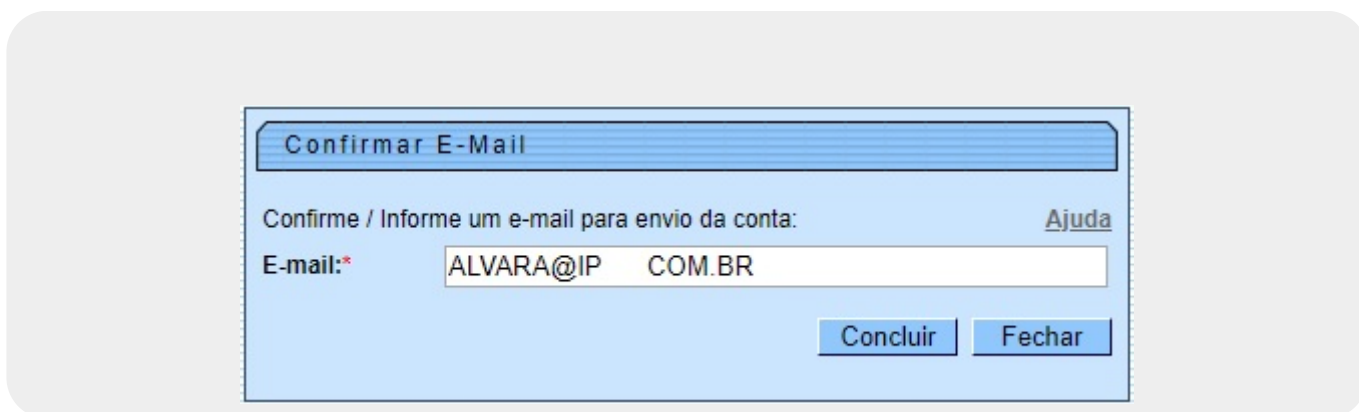 Confirmar E-Mail
Confirme / Informe um e-mail para envio da conta: Ajuda
E-mail:* ALVARA@IP COM.BR
Concluir Fechar